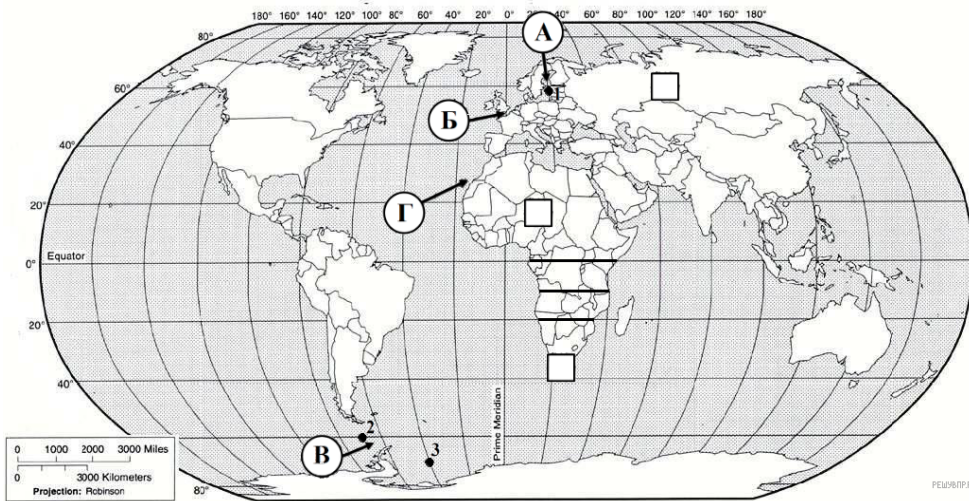 180° 160° 140° 120° 100° 80° 60° 40° 20° 0° 20° 40° 60° 80° 100° 120° 140° 160° 180°
А
80°
60°
Б
1
40°
Г
20°
Equator
0°
20°
40°
Prime Meridian
2
В
3
0 1000 2000 3000 Miles
0 3000 Kilometers
Projection: Robinson
80°
РЕШУВПР.